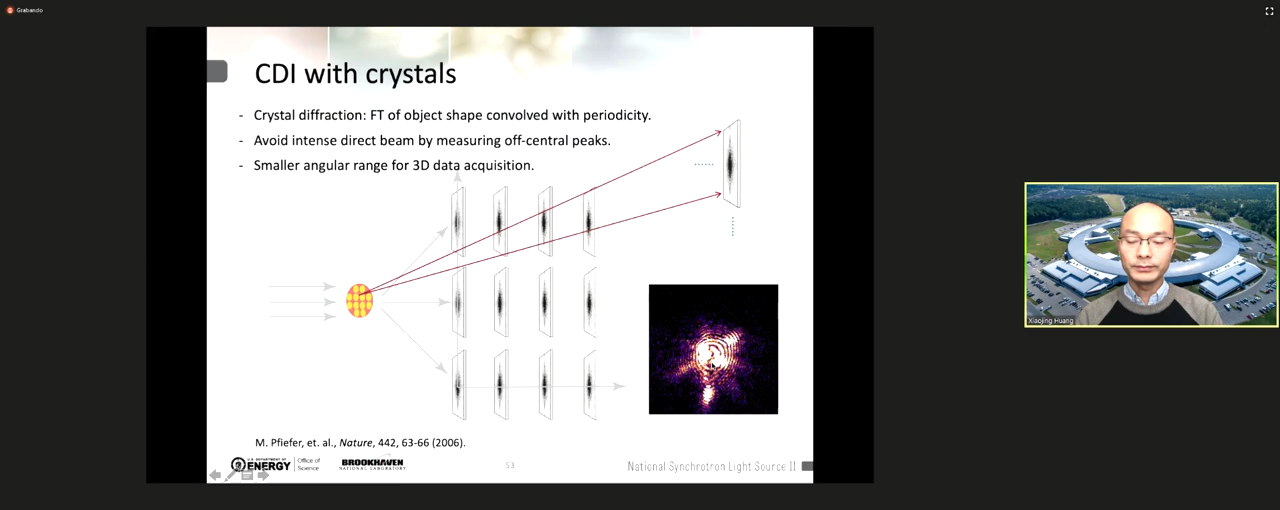 Grabando
CDI with crystals
- Crystal diffraction: FT of object shape convolved with periodicity.
- Avoid intense direct beam by measuring off-central peaks.
- Smaller angular range for 3D data acquisition.
Xiaojing Huang
M. Pfiefer, et. al., Nature, 442, 63-66 (2006).
U.S. DEPARTMENT OF
ENERGY
Office of
Science
BROOKHAVEN
NATIONAL LABORATORY
53
National Synchrotron Light Source II